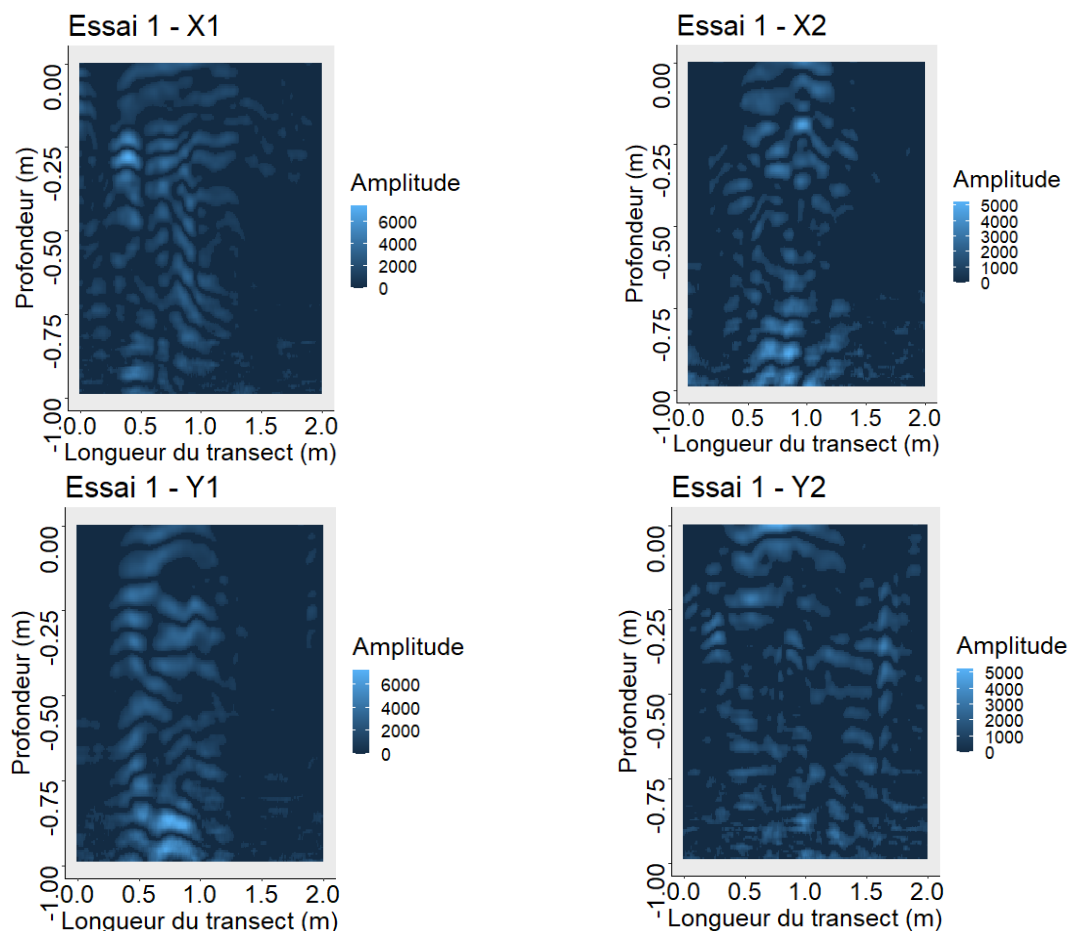 Essai 1 - X1
0.00
-0.25
-0.50
-0.75
-1.00
Profondeur (m)
0.0 0.5 1.0 1.5 2.0
Longueur du transect (m)
Amplitude
6000
4000
2000
0
Essai 1 - X2
0.00
-0.25
-0.50
-0.75
-1.00
Profondeur (m)
0.0 0.5 1.0 1.5 2.0
Longueur du transect (m)
Amplitude
5000
4000
3000
2000
1000
0
Essai 1 - Y1
0.00
-0.25
-0.50
-0.75
-1.00
Profondeur (m)
0.0 0.5 1.0 1.5 2.0
Longueur du transect (m)
Amplitude
6000
4000
2000
0
Essai 1 - Y2
0.00
-0.25
-0.50
-0.75
-1.00
Profondeur (m)
0.0 0.5 1.0 1.5 2.0
Longueur du transect (m)
Amplitude
5000
4000
3000
2000
1000
0